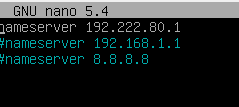 GNU nano 5.4
nameserver 192.222.80.1
#nameserver 192.168.1.1
#nameserver 8.8.8.8